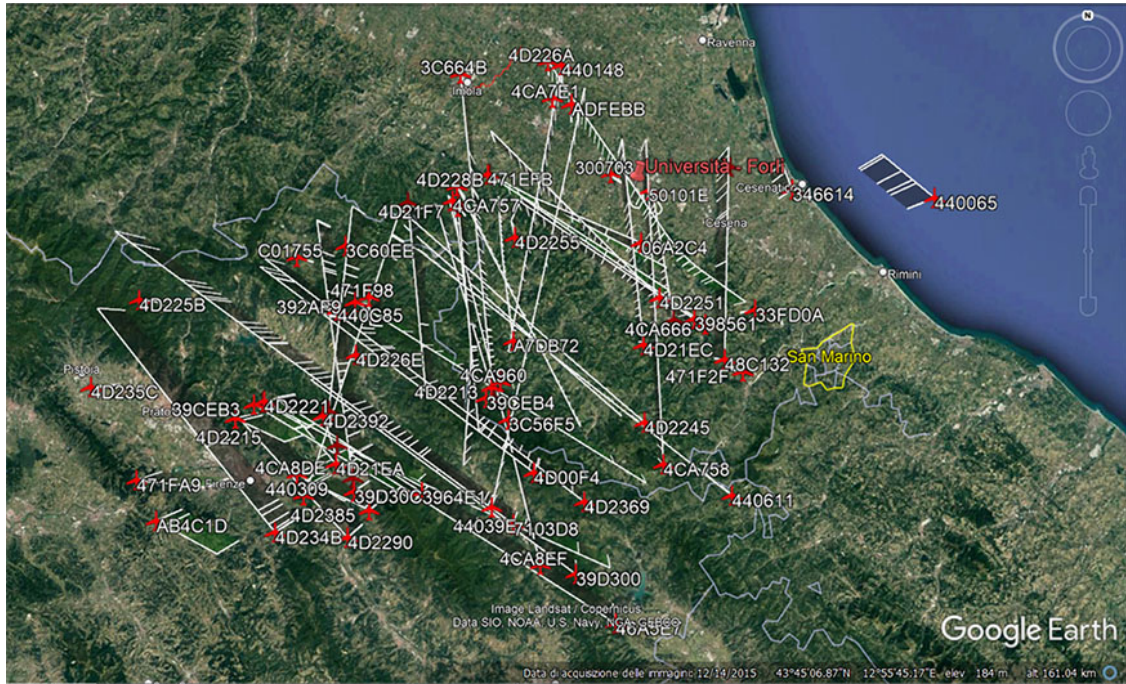 N
Ravenna
4D226A
440148
3C664B
Imola
4CA7E1
ADFEBB
300703
Università - Forlì
4D228B
471EFB
50101E
Cesenatico
346614
440065
4D21F7
4CA757
Cesena
C01755
3C60EE
4D2255
06A2C4
Rimini
4D225B
471F98
392AF9
440C85
4D2251
33FD0A
4CA666
398561
A7DB72
4D21EC
4D226E
San Marino
48C132
471F2F
Pistoia
4D235C
4CA960
4D2213
39CEB4
39CEB3
4D2221
Prato
4D2392
4D2215
3C56F5
4D2245
4CA8DE
4D21EA
4CA758
471FA9
Firenze
440309
39D30C
3964E1
4D00F4
440611
4D2369
4D2385
AB4C1D
44039E
7103D8
4D234B
4D2290
4CA8EF
39D300
Image Landsat / Copernicus
Data SIO, NOAA, U.S. Navy, NGA, GEBCO
46A5E7
Google Earth
Data di acquisizione delle immagini: 12/14/2015 43°45'06.87"N 12°55'45.17"E elev 184 m alt 161.04 km